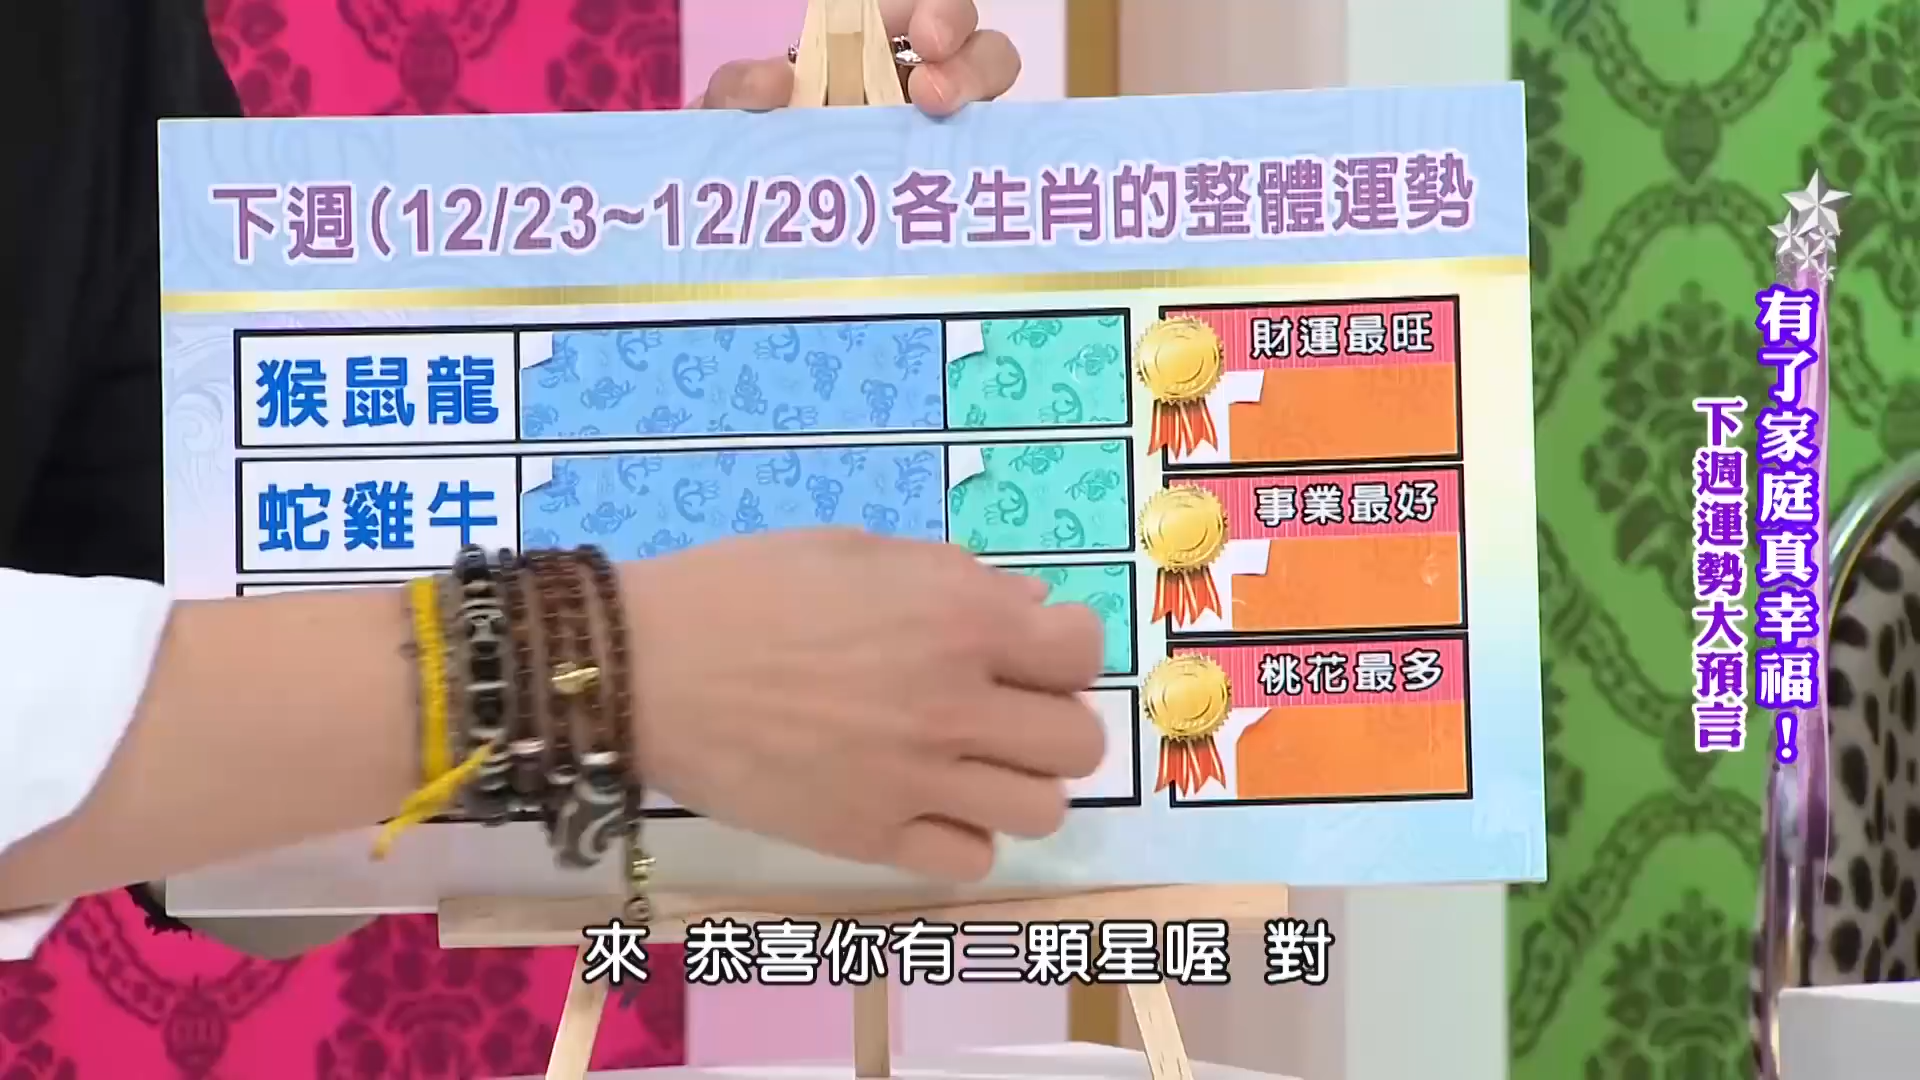 下週(12/23~12/29)各生肖的整體運勢
猴鼠龍
蛇雞牛
財運最旺
事業最好
桃花最多
有了家庭真幸福!
下週運勢大預言
來 恭喜你有三顆星喔 對